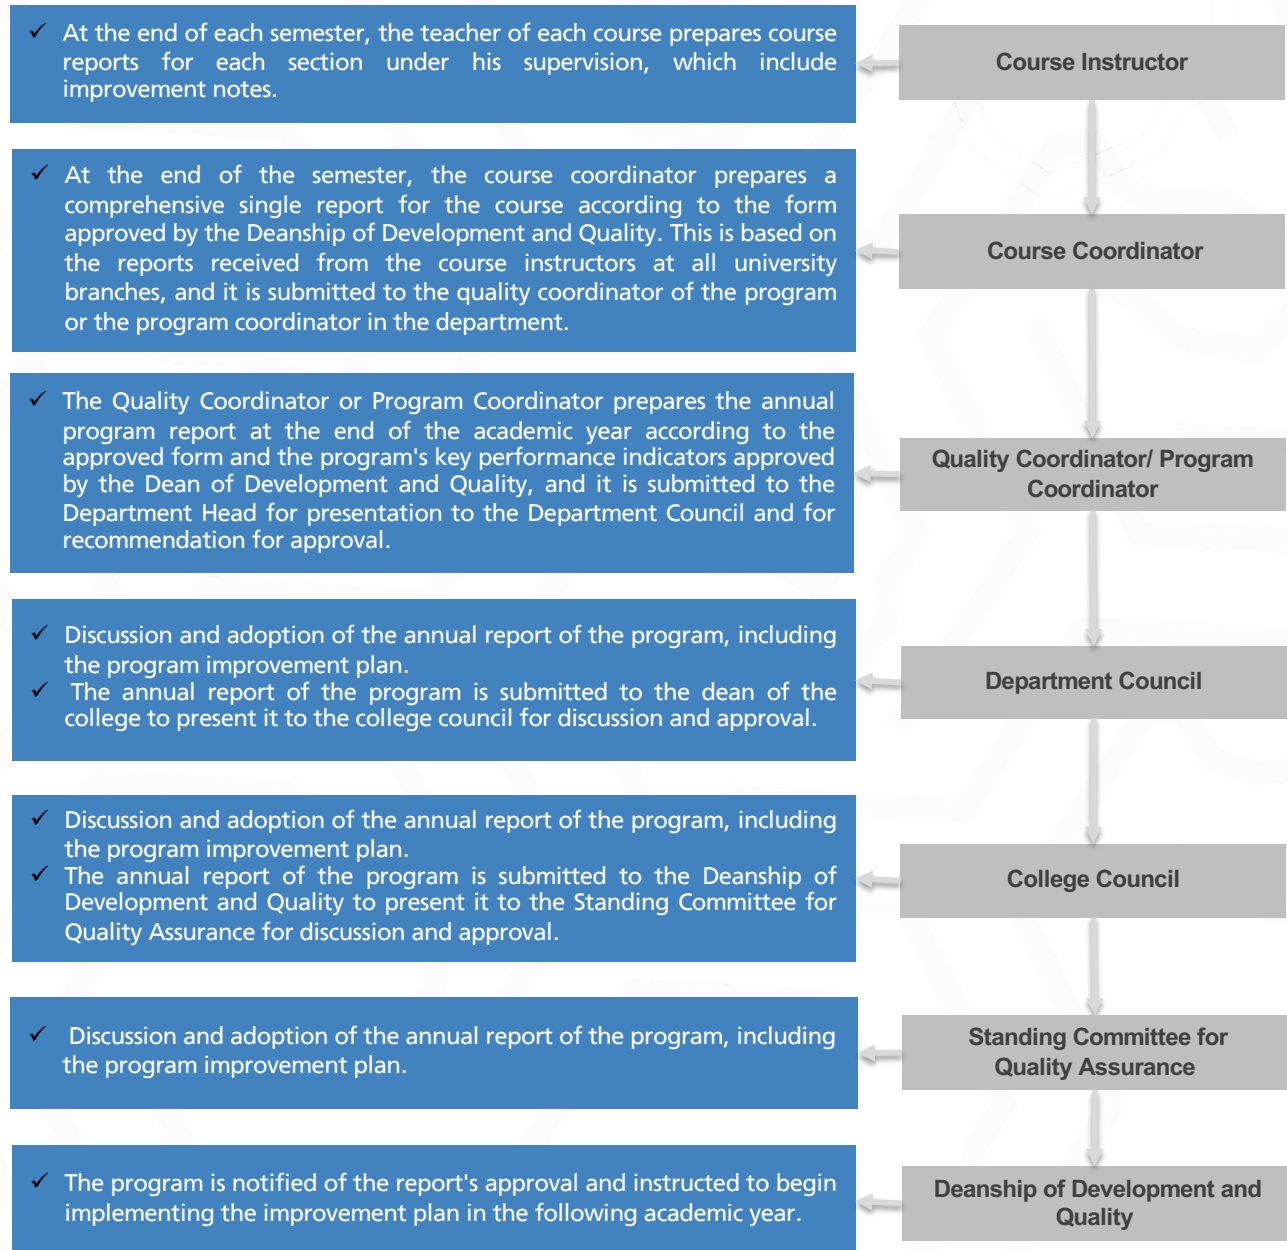 ✓ At the end of each semester, the teacher of each course prepares course
reports for each section under his supervision, which include
improvement notes.
Course Instructor
✓ At the end of the semester, the course coordinator prepares a
comprehensive single report for the course according to the form
approved by the Deanship of Development and Quality. This is based on
the reports received from the course instructors at all university
branches, and it is submitted to the quality coordinator of the program
or the program coordinator in the department.
Course Coordinator
✓ The Quality Coordinator or Program Coordinator prepares the annual
program report at the end of the academic year according to the
approved form and the program's key performance indicators approved
by the Dean of Development and Quality, and it is submitted to the
Department Head for presentation to the Department Council and for
recommendation for approval.
Quality Coordinator/ Program
Coordinator
✓ Discussion and adoption of the annual report of the program, including
the program improvement plan.
✓ The annual report of the program is submitted to the dean of the
college to present it to the college council for discussion and approval.
Department Council
✓ Discussion and adoption of the annual report of the program, including
the program improvement plan.
✓ The annual report of the program is submitted to the Deanship of
Development and Quality to present it to the Standing Committee for
Quality Assurance for discussion and approval.
College Council
✓ Discussion and adoption of the annual report of the program, including
the program improvement plan.
Standing Committee for
Quality Assurance
✓ The program is notified of the report's approval and instructed to begin
implementing the improvement plan in the following academic year.
Deanship of Development and
Quality